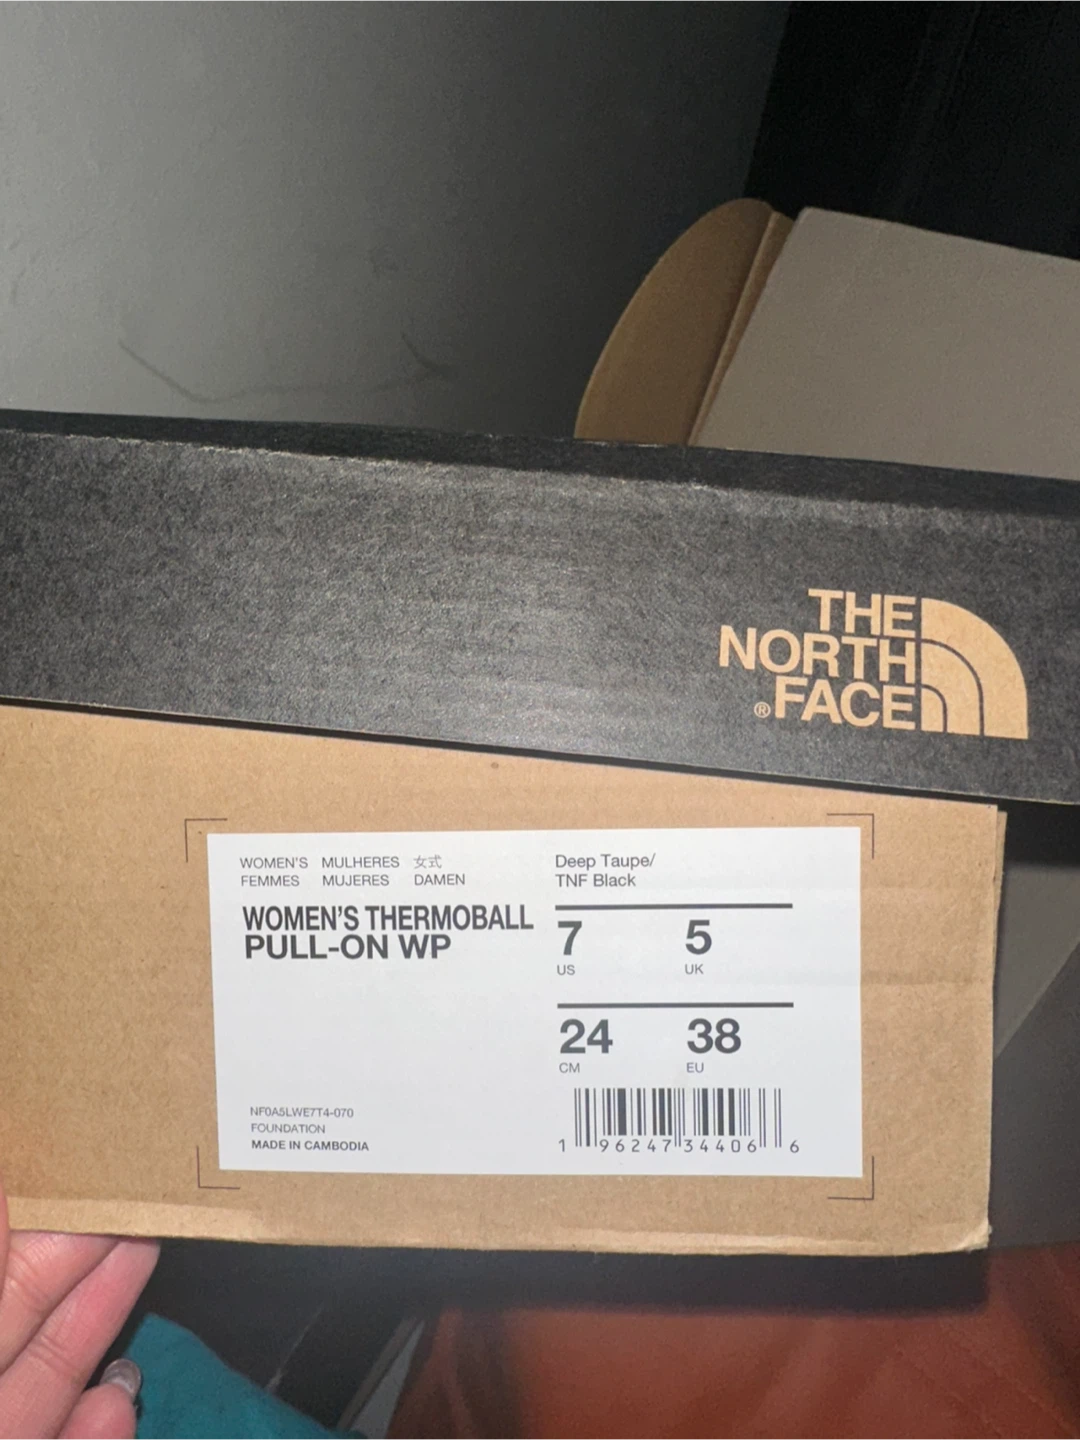 THE
NORTH
®FACE
WOMEN'S MULHERES 女式
FEMMES MUJERES DAMEN
WOMEN'S THERMOBALL
PULL-ON WP
Deep Taupe/
TNF Black
7 5
US UK
24 38
CM EU
NF0A5LWE7T4-070
FOUNDATION
MADE IN CAMBODIA
1 96247 34406 6